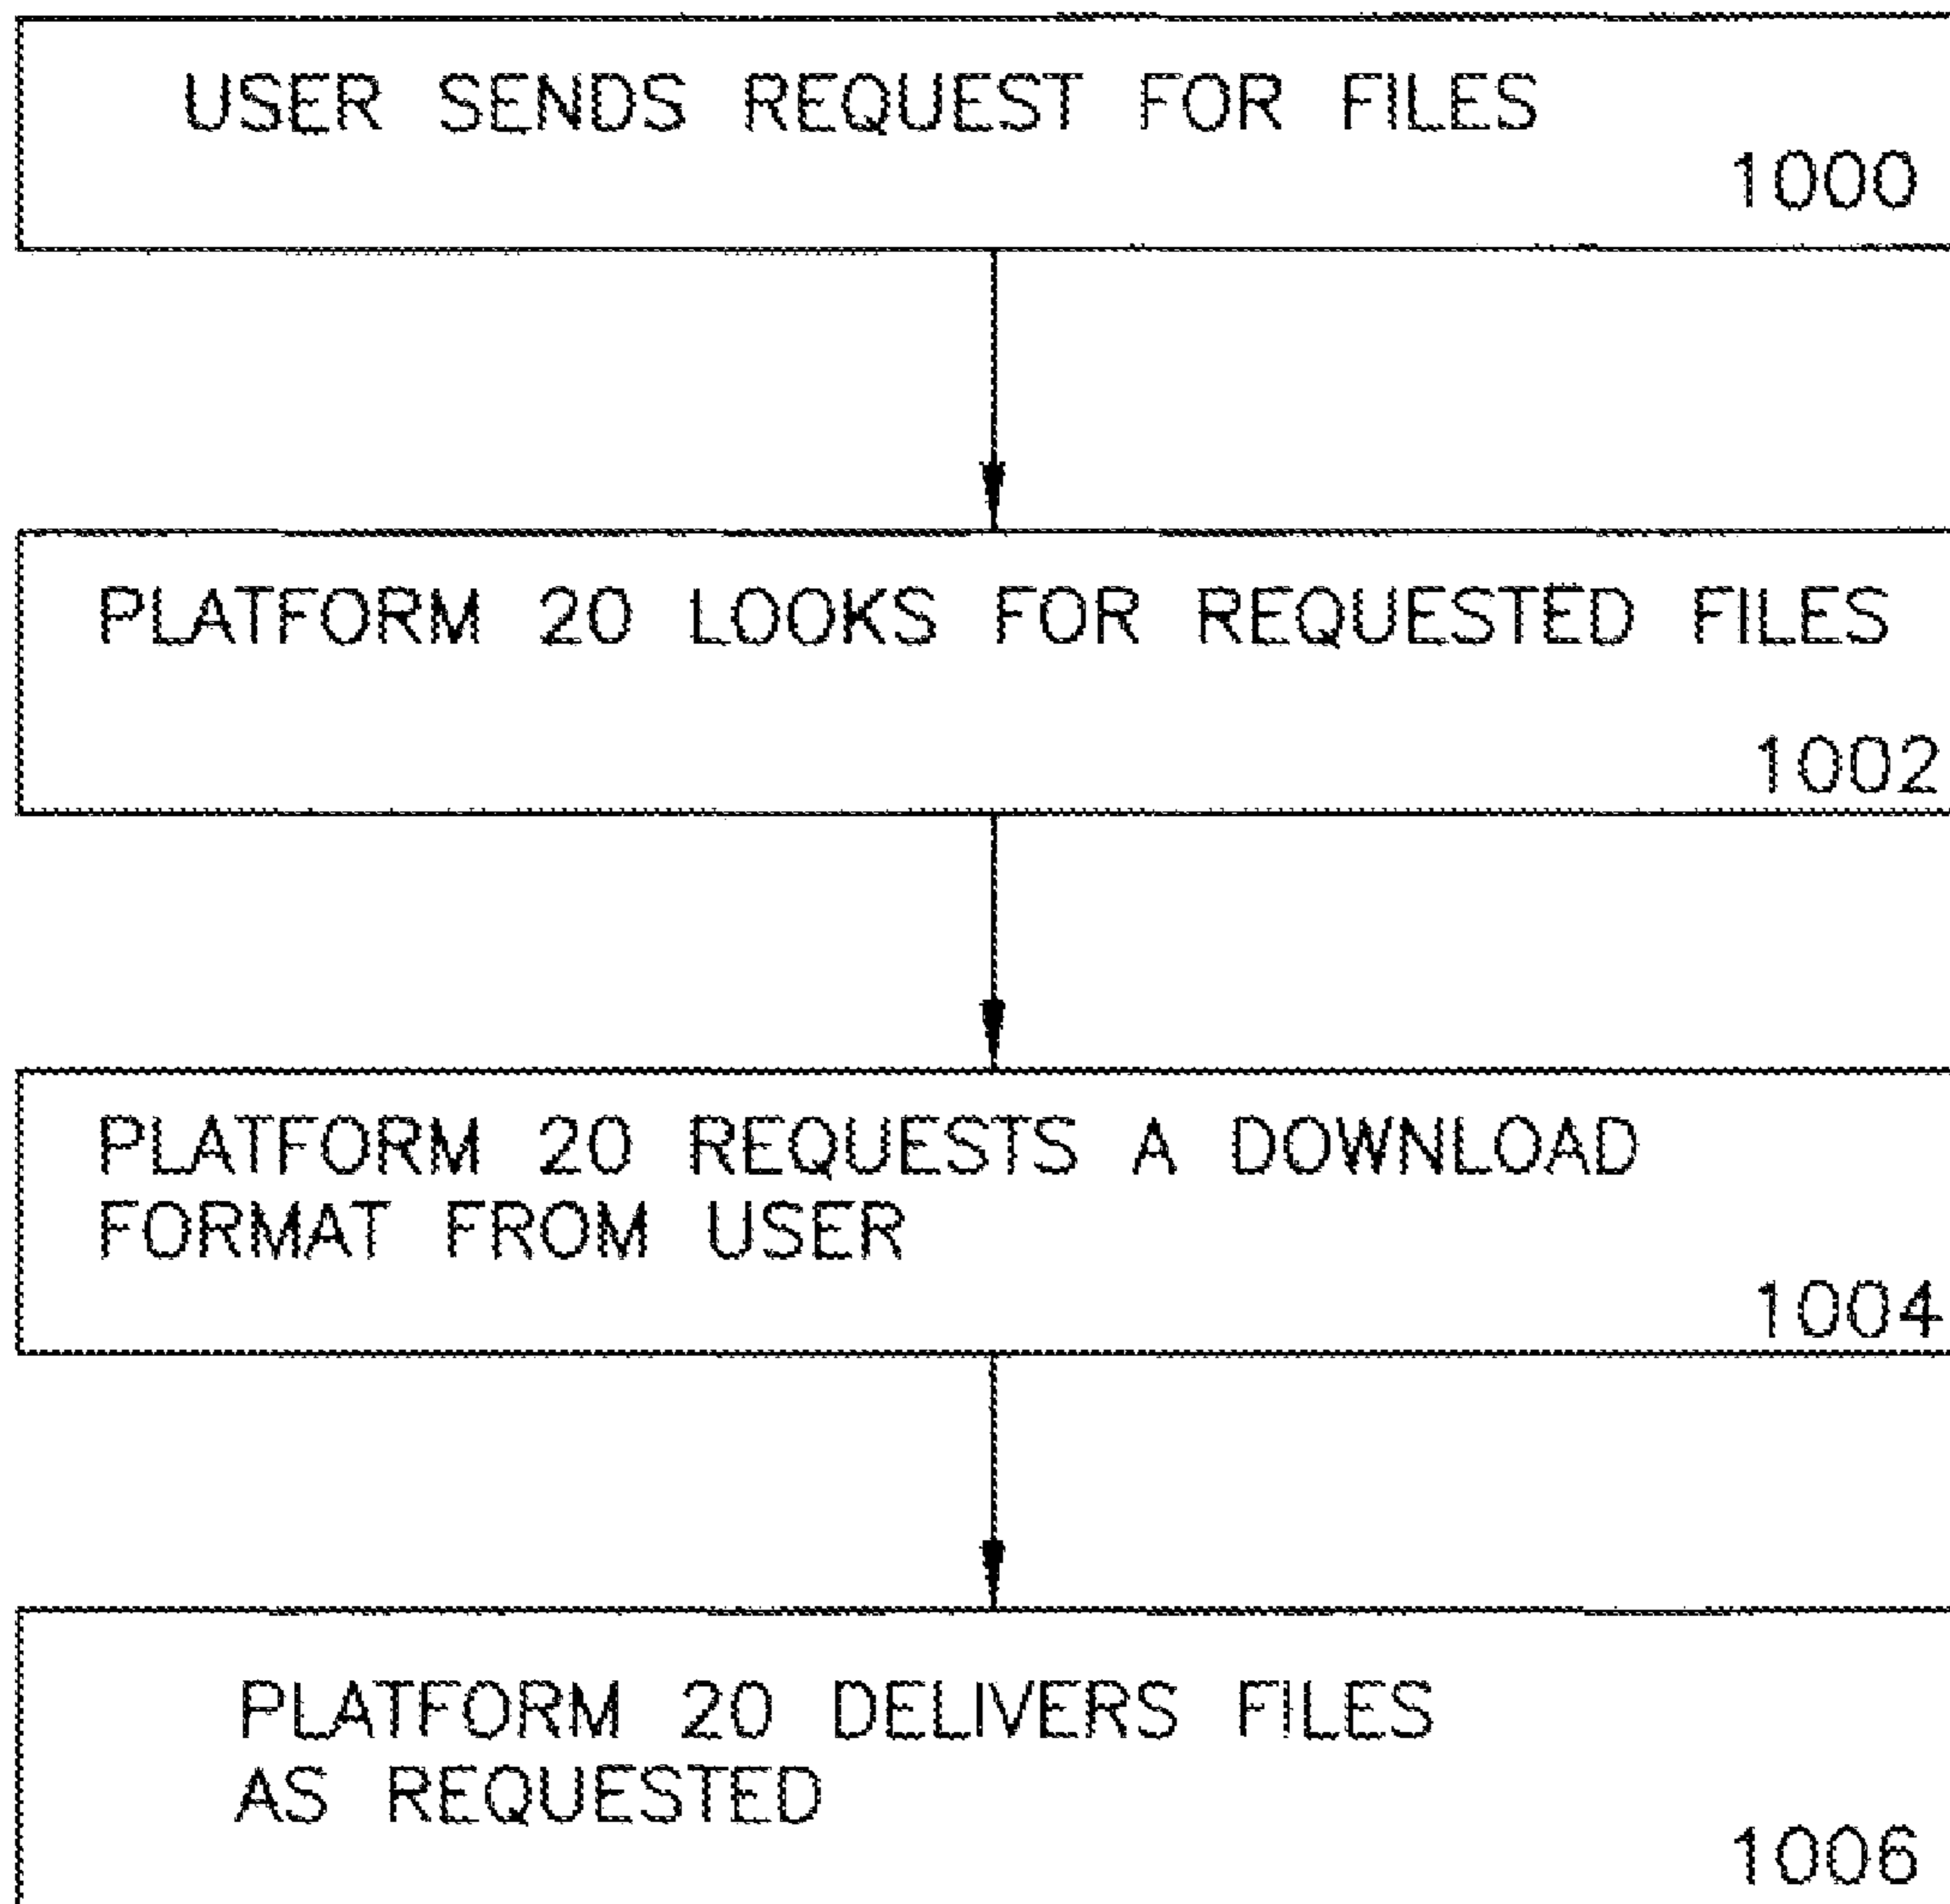 USER SENDS REQUEST FOR FILES
1000
PLATFORM 20 LOOKS FOR REQUESTED FILES
1002
PLATFORM 20 REQUESTS A DOWNLOAD
FORMAT FROM USER
1004
PLATFORM 20 DELIVERS FILES
AS REQUESTED
1006